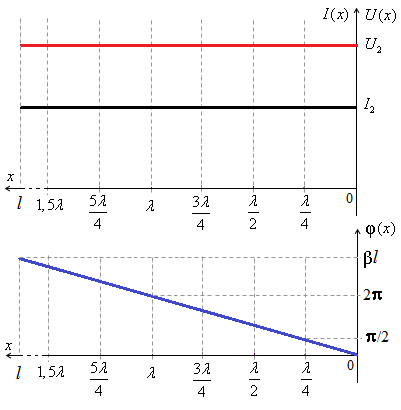 I(x) U(x)
U₂
I₂
x
l 1,5λ 5λ/4 λ 3λ/4 λ/2 λ/4 0
φ(x)
βl
2π
π/2
x
l 1,5λ 5λ/4 λ 3λ/4 λ/2 λ/4 0